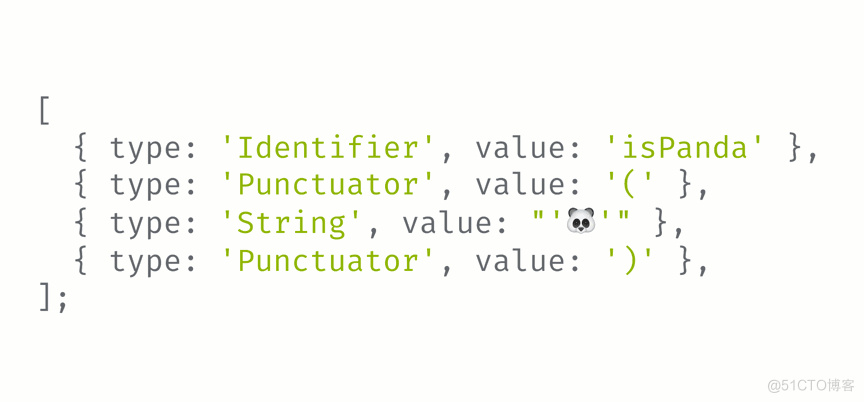 [
  { type: 'Identifier', value: 'isPanda' },
  { type: 'Punctuator', value: '(' },
  { type: 'String', value: "'🐼'" },
  { type: 'Punctuator', value: ')' },
];
@51CTO博客